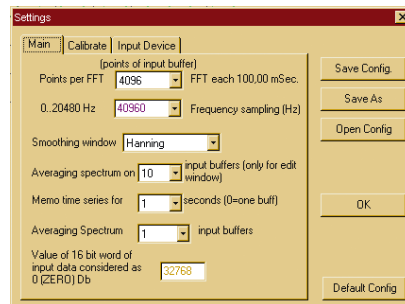 Settings
Main Calibrate Input Device
(points of input buffer)
Points per FFT 4096 FFT each 100,00 mSec.
0..20480 Hz 40960 Frequency sampling (Hz)
Smoothing window Hanning
Averaging spectrum on 10 input buffers (only for edit window)
Memo time series for 1 seconds (0=one buff)
Averaging Spectrum 1 input buffers
Value of 16 bit word of
input data considered as
0 (ZERO) Db
32768
Save Config.
Save As
Open Config
OK
Default Config